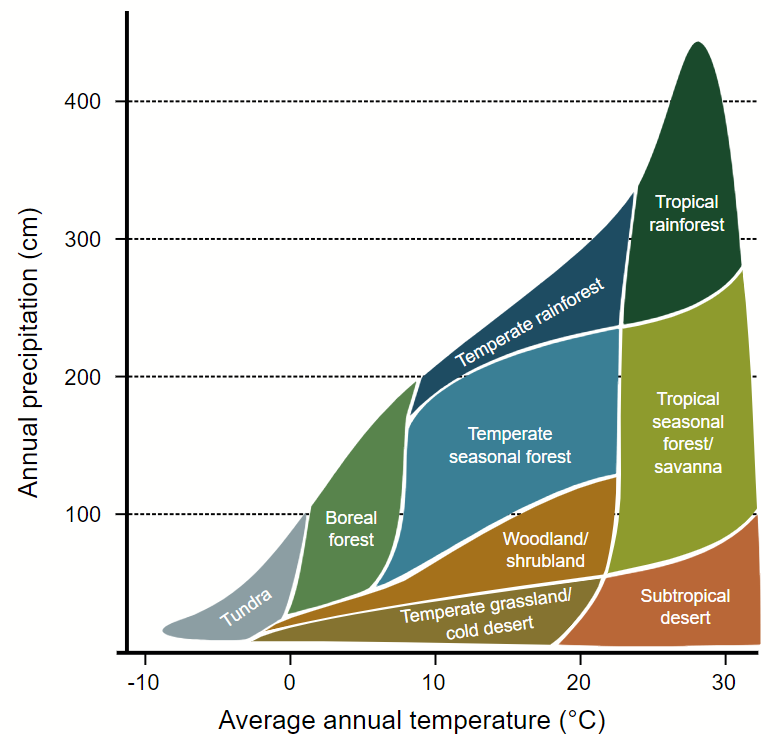 400
300
200
100
Annual precipitation (cm)
Tropical
rainforest
Temperate rainforest
Tropical
seasonal
forest/
savanna
Temperate
seasonal forest
Boreal
forest
Woodland/
shrubland
Tundra
Temperate grassland/
cold desert
Subtropical
desert
-10
0
10
20
30
Average annual temperature (°C)